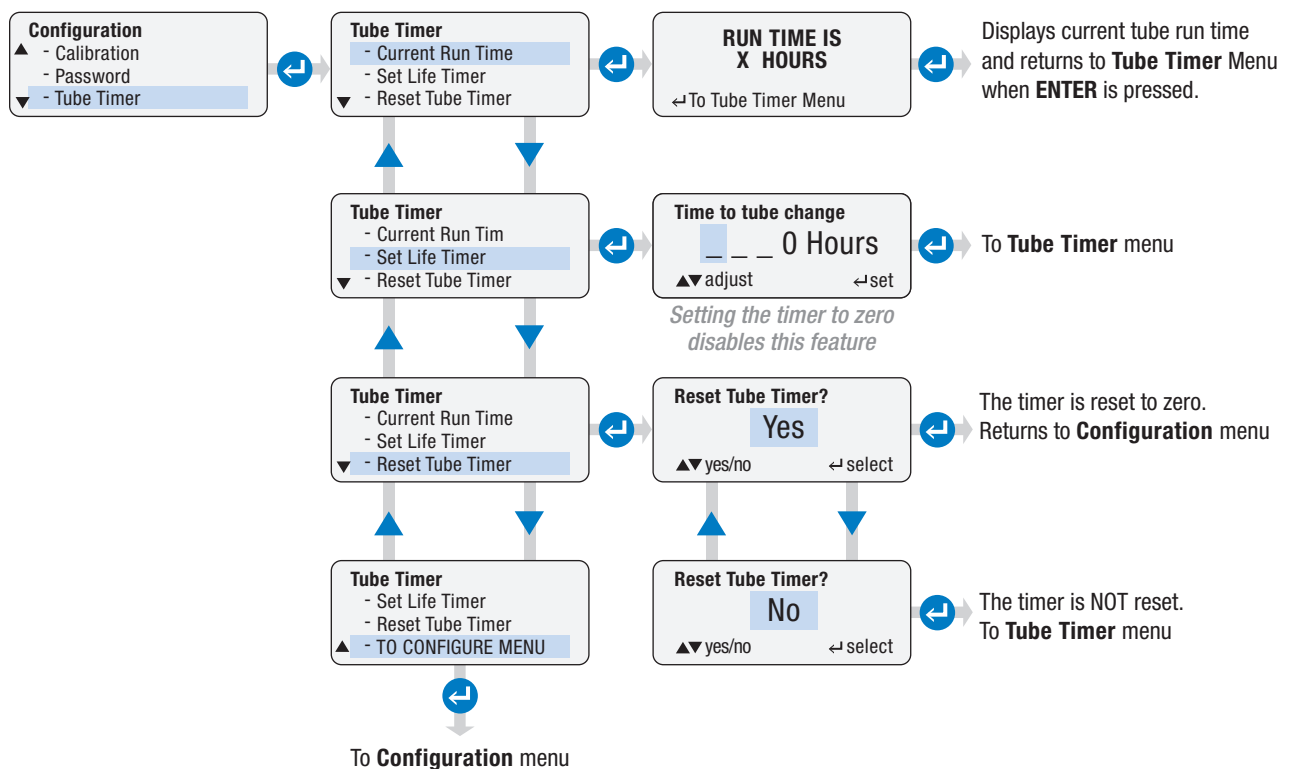 Configuration
- Calibration
- Password
- Tube Timer
Tube Timer
- Current Run Time
- Set Life Timer
- Reset Tube Timer
RUN TIME IS
X HOURS
↵To Tube Timer Menu
Displays current tube run time
and returns to Tube Timer Menu
when ENTER is pressed.
Tube Timer
- Current Run Tim
- Set Life Timer
- Reset Tube Timer
Time to tube change
_ _ _ 0 Hours
▲▼ adjust ↵set
Setting the timer to zero
disables this feature
To Tube Timer menu
Tube Timer
- Current Run Time
- Set Life Timer
- Reset Tube Timer
Reset Tube Timer?
Yes
▲▼ yes/no ↵ select
The timer is reset to zero.
Returns to Configuration menu
Tube Timer
- Set Life Timer
- Reset Tube Timer
- TO CONFIGURE MENU
Reset Tube Timer?
No
▲▼ yes/no ↵ select
The timer is NOT reset.
To Tube Timer menu
To Configuration menu